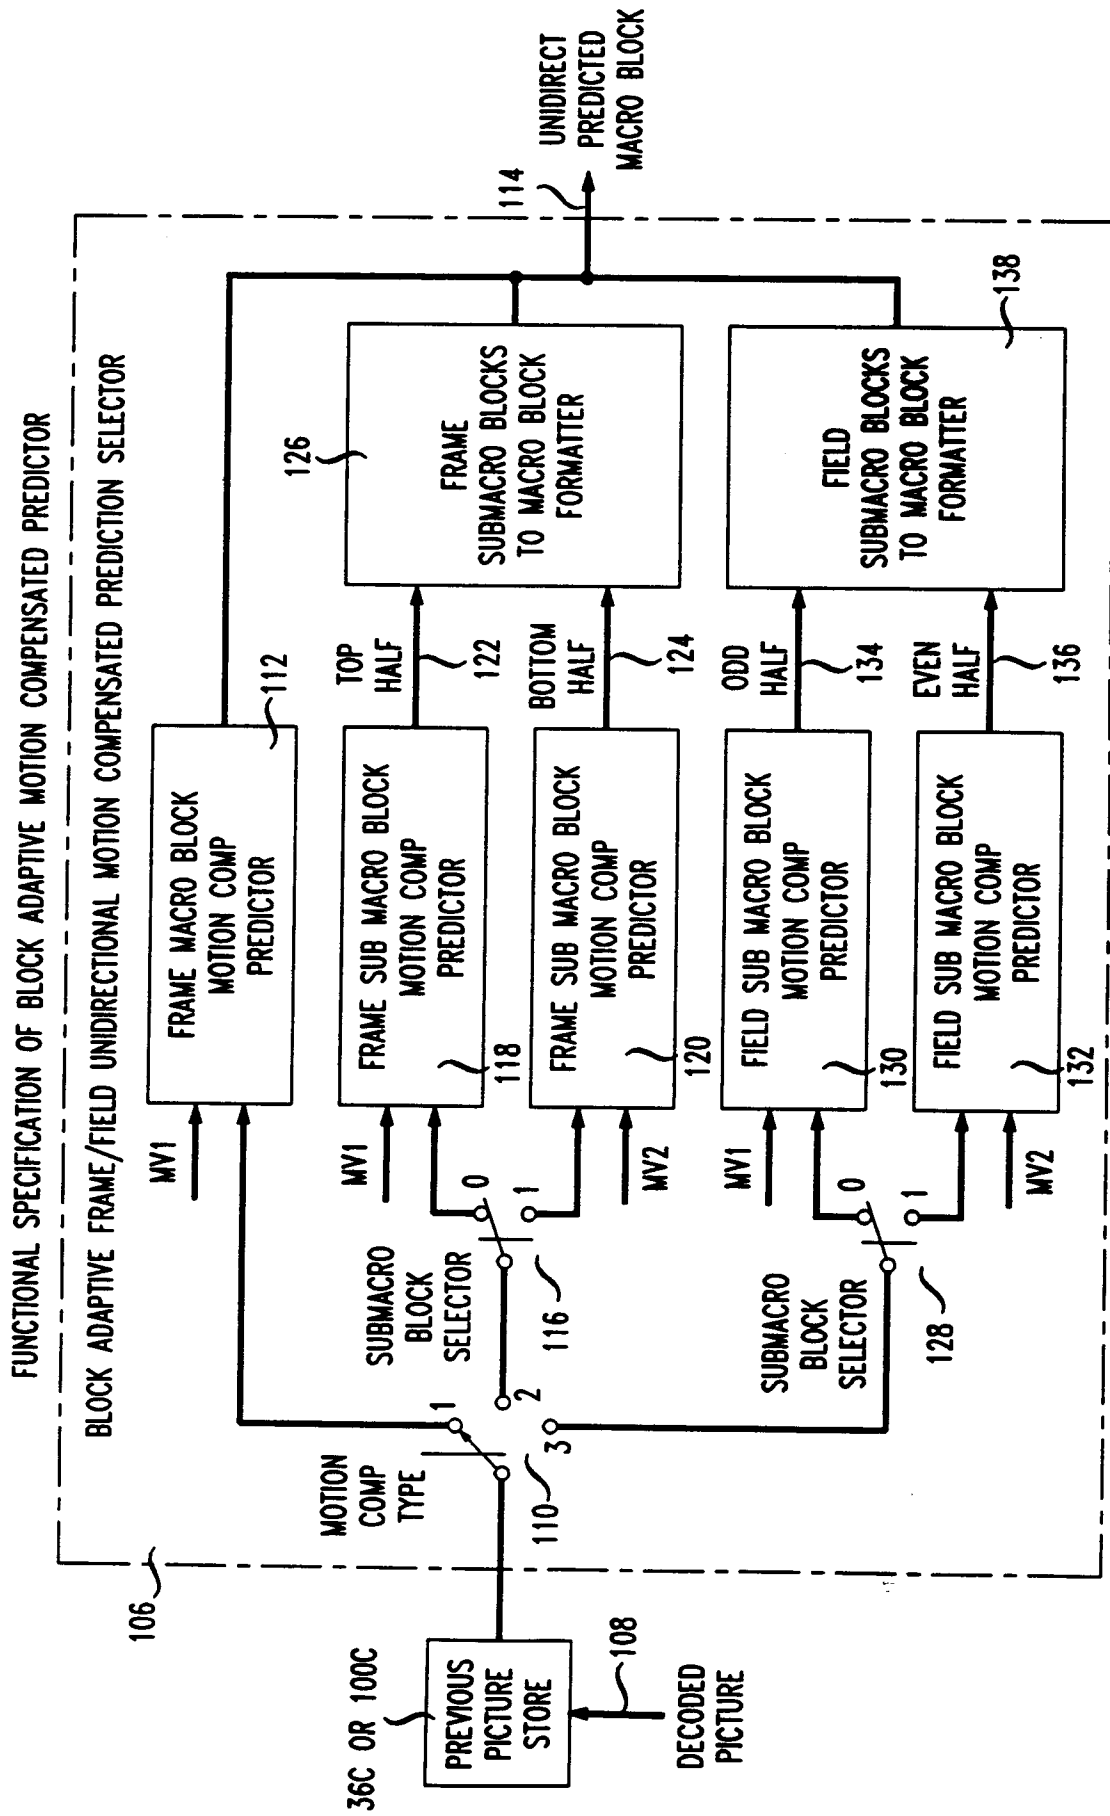 FUNCTIONAL SPECIFICATION OF BLOCK ADAPTIVE MOTION COMPENSATED PREDICTOR
BLOCK ADAPTIVE FRAME/FIELD UNIDIRECTIONAL MOTION COMPENSATED PREDICTION SELECTOR
106
36C OR 100C
PREVIOUS
PICTURE
STORE
108
DECODED
PICTURE
MOTION
COMP
TYPE
1
2
3
110
MV1
FRAME MACRO BLOCK
MOTION COMP
PREDICTOR
112
SUBMACRO
BLOCK
SELECTOR
0
1
116
MV1
FRAME SUB MACRO BLOCK
MOTION COMP
PREDICTOR
118
TOP
HALF
122
MV2
FRAME SUB MACRO BLOCK
MOTION COMP
PREDICTOR
120
BOTTOM
HALF
124
126
FRAME
SUBMACRO BLOCKS
TO MACRO BLOCK
FORMATTER
SUBMACRO
BLOCK
SELECTOR
0
1
128
MV1
FIELD SUB MACRO BLOCK
MOTION COMP
PREDICTOR
130
ODD
HALF
134
MV2
FIELD SUB MACRO BLOCK
MOTION COMP
PREDICTOR
132
EVEN
HALF
136
FIELD
SUBMACRO BLOCKS
TO MACRO BLOCK
FORMATTER
138
114
UNIDIRECT
PREDICTED
MACRO BLOCK